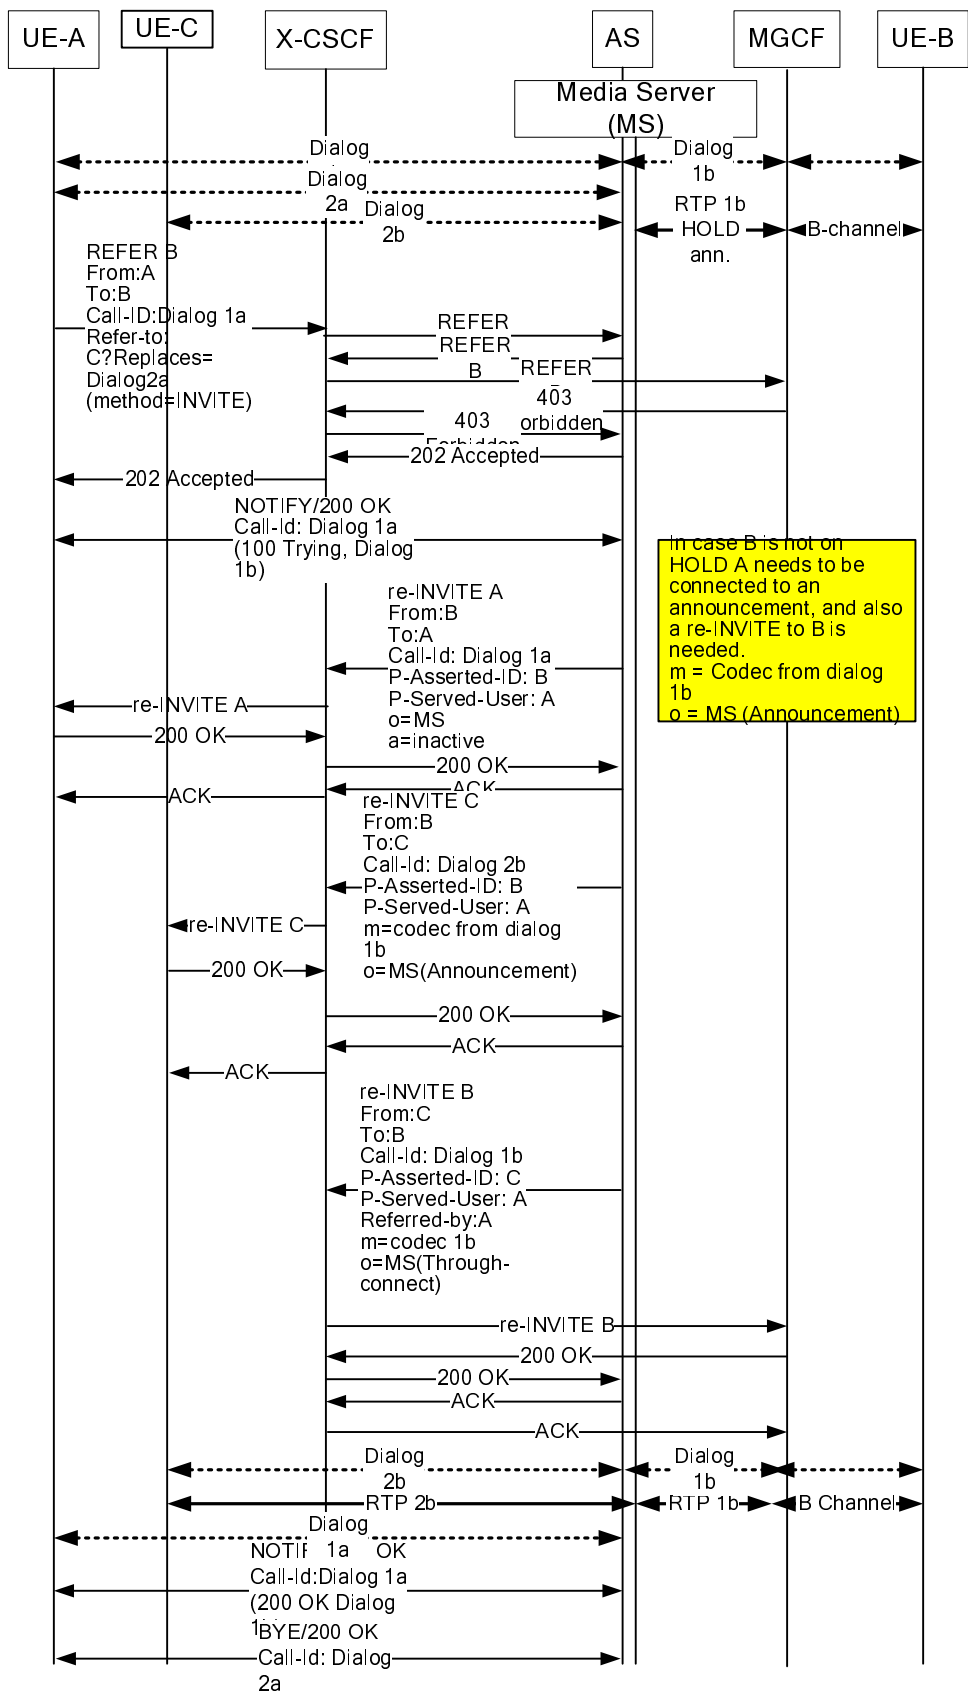 UE-A
UE-C
X-CSCF
AS
MGCF
UE-B
Media Server
(MS)
Dialog
Dialog
1b
Dialog
2a
Dialog
2b
RTP 1b
HOLD
ann.
B-channel
REFER B
From:A
To:B
Call-ID:Dialog 1a
Refer-to:
C?Replaces=
Dialog2a
(method=INVITE)
REFER
REFER
B
REFER
403
orbidden
403
Forbidden
202 Accepted
202 Accepted
NOTIFY/200 OK
Call-Id: Dialog 1a
(100 Trying, Dialog
1b)
In case B is not on
HOLD A needs to be
connected to an
announcement, and also
a re-INVITE to B is
needed.
m = Codec from dialog
1b
o = MS (Announcement)
re-INVITE A
From:B
To:A
Call-Id: Dialog 1a
P-Asserted-ID: B
P-Served-User: A
o=MS
a=inactive
re-INVITE A
200 OK
200 OK
ACK
ACK
re-INVITE C
From:B
To:C
Call-Id: Dialog 2b
P-Asserted-ID: B
P-Served-User: A
m=codec from dialog
1b
o=MS(Announcement)
re-INVITE C
200 OK
200 OK
ACK
ACK
re-INVITE B
From:C
To:B
Call-Id: Dialog 1b
P-Asserted-ID: C
P-Served-User: A
Referred-by:A
m=codec 1b
o=MS(Through-
connect)
re-INVITE B
200 OK
200 OK
ACK
ACK
Dialog
2b
Dialog
1b
RTP 2b
RTP 1b
B Channel
Dialog
1a
OK
Call-Id:Dialog 1a
(200 OK Dialog
BYE/200 OK
Call-Id: Dialog
2a